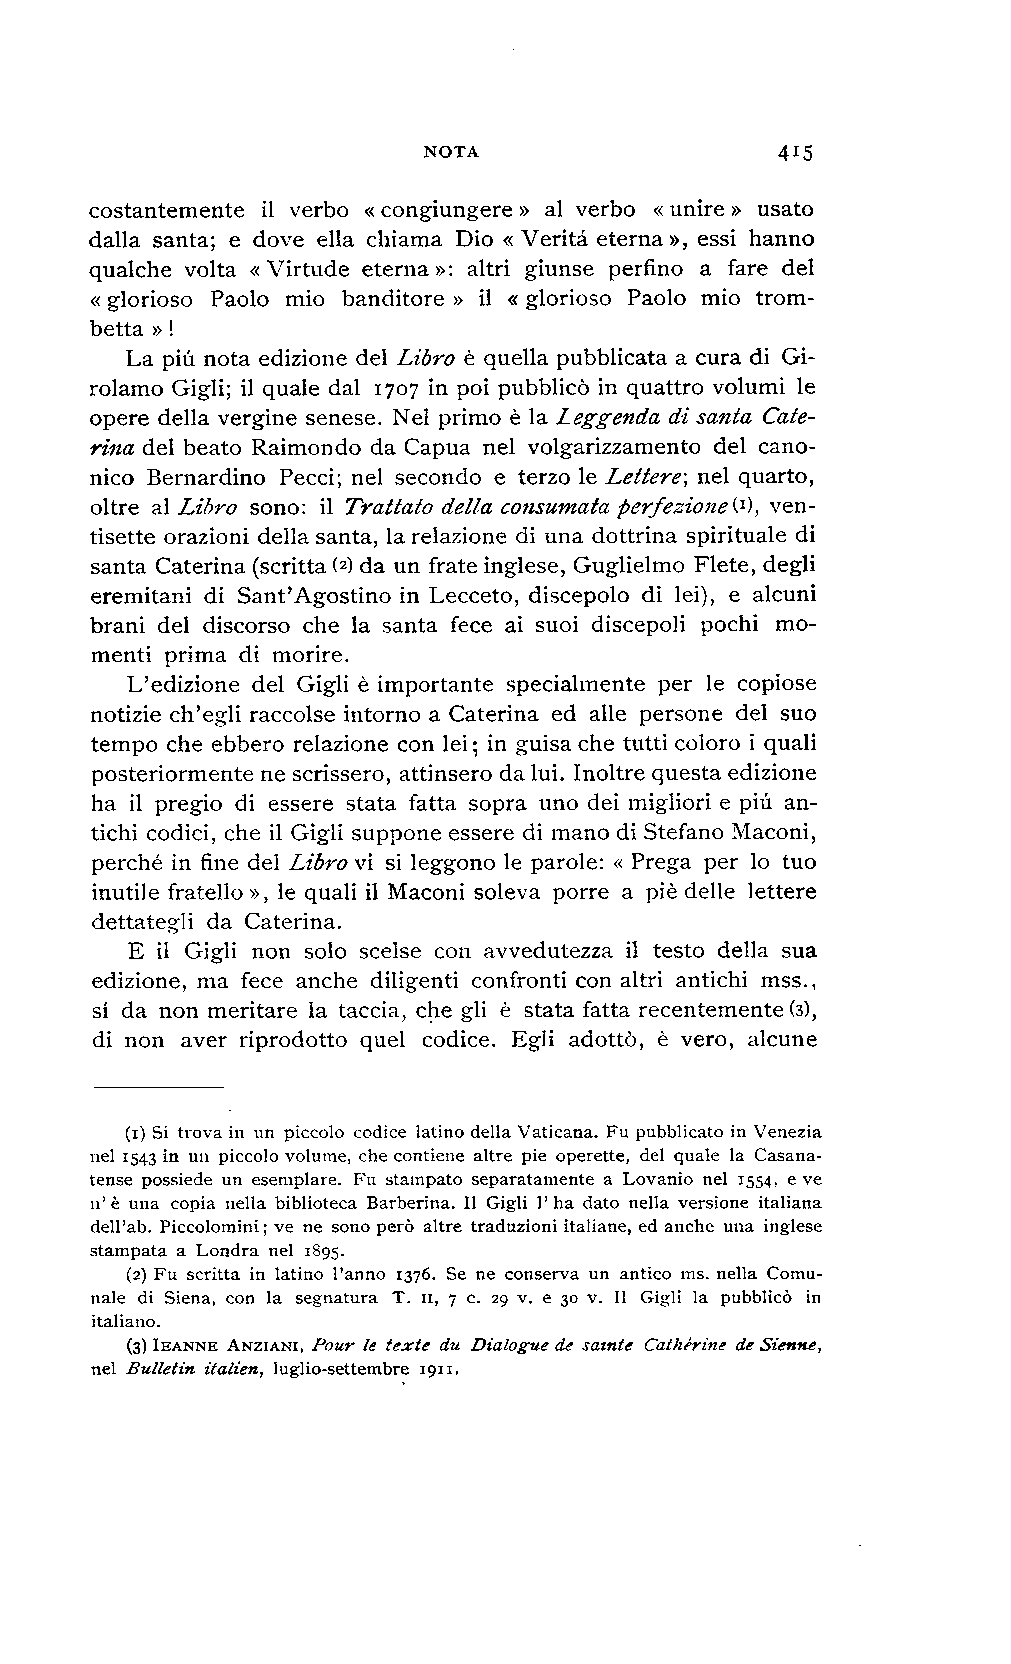 NOTA 415
costantemente il verbo « congiungere » al verbo « unire » usato
dalla santa; e dove ella chiama Dio « Veritá eterna », essi hanno
qualche volta « Virtude eterna »: altri giunse perfino a fare del
« glorioso Paolo mio banditore » il « glorioso Paolo mio trom-
betta » !
La piú nota edizione del Libro è quella pubblicata a cura di Gi-
rolamo Gigli; il quale dal 1707 in poi pubblicò in quattro volumi le
opere della vergine senese. Nel primo è la Leggenda di santa Cate-
rina del beato Raimondo da Capua nel volgarizzamento del cano-
nico Bernardino Pecci; nel secondo e terzo le Lettere; nel quarto,
oltre al Libro sono: il Trattato della consumata perfezione (1), ven-
tisette orazioni della santa, la relazione di una dottrina spirituale di
santa Caterina (scritta (2) da un frate inglese, Guglielmo Flete, degli
eremitani di Sant'Agostino in Lecceto, discepolo di lei), e alcuni
brani del discorso che la santa fece ai suoi discepoli pochi mo-
menti prima di morire.
L'edizione del Gigli è importante specialmente per le copiose
notizie ch'egli raccolse intorno a Caterina ed alle persone del suo
tempo che ebbero relazione con lei; in guisa che tutti coloro i quali
posteriormente ne scrissero, attinsero da lui. Inoltre questa edizione
ha il pregio di essere stata fatta sopra uno dei migliori e piú an-
tichi codici, che il Gigli suppone essere di mano di Stefano Maconi,
perché in fine del Libro vi si leggono le parole: « Prega per lo tuo
inutile fratello », le quali il Maconi soleva porre a piè delle lettere
dettategli da Caterina.
E il Gigli non solo scelse con avvedutezza il testo della sua
edizione, ma fece anche diligenti confronti con altri antichi mss.,
sí da non meritare la taccia, che gli è stata fatta recentemente (3),
di non aver riprodotto quel codice. Egli adottò, è vero, alcune
(1) Si trova in un piccolo codice latino della Vaticana. Fu pubblicato in Venezia
nel 1543 in un piccolo volume, che contiene altre pie operette, del quale la Casana-
tense possiede un esemplare. Fu stampato separatamente a Lovanio nel 1554, e ve
n' è una copia nella biblioteca Barberina. Il Gigli l' ha dato nella versione italiana
dell'ab. Piccolomini; ve ne sono però altre traduzioni italiane, ed anche una inglese
stampata a Londra nel 1895.
(2) Fu scritta in latino l'anno 1376. Se ne conserva un antico ms. nella Comu-
nale di Siena, con la segnatura T. II, 7 c. 29 v. e 30 v. Il Gigli la pubblicò in
italiano.
(3) IEANNE ANZIANI, Pour le texte du Dialogue de sainte Cathérine de Sienne,
nel Bulletin italien, luglio-settembre 1911.